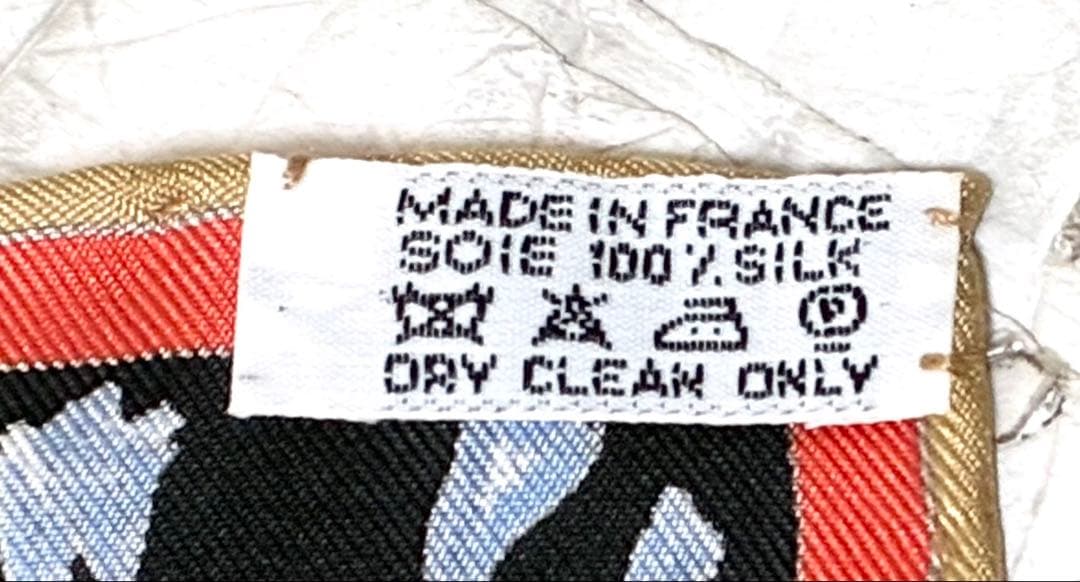 MADE IN FRANCE
SOIE 100% SILK
P
DRY CLEAN ONLY